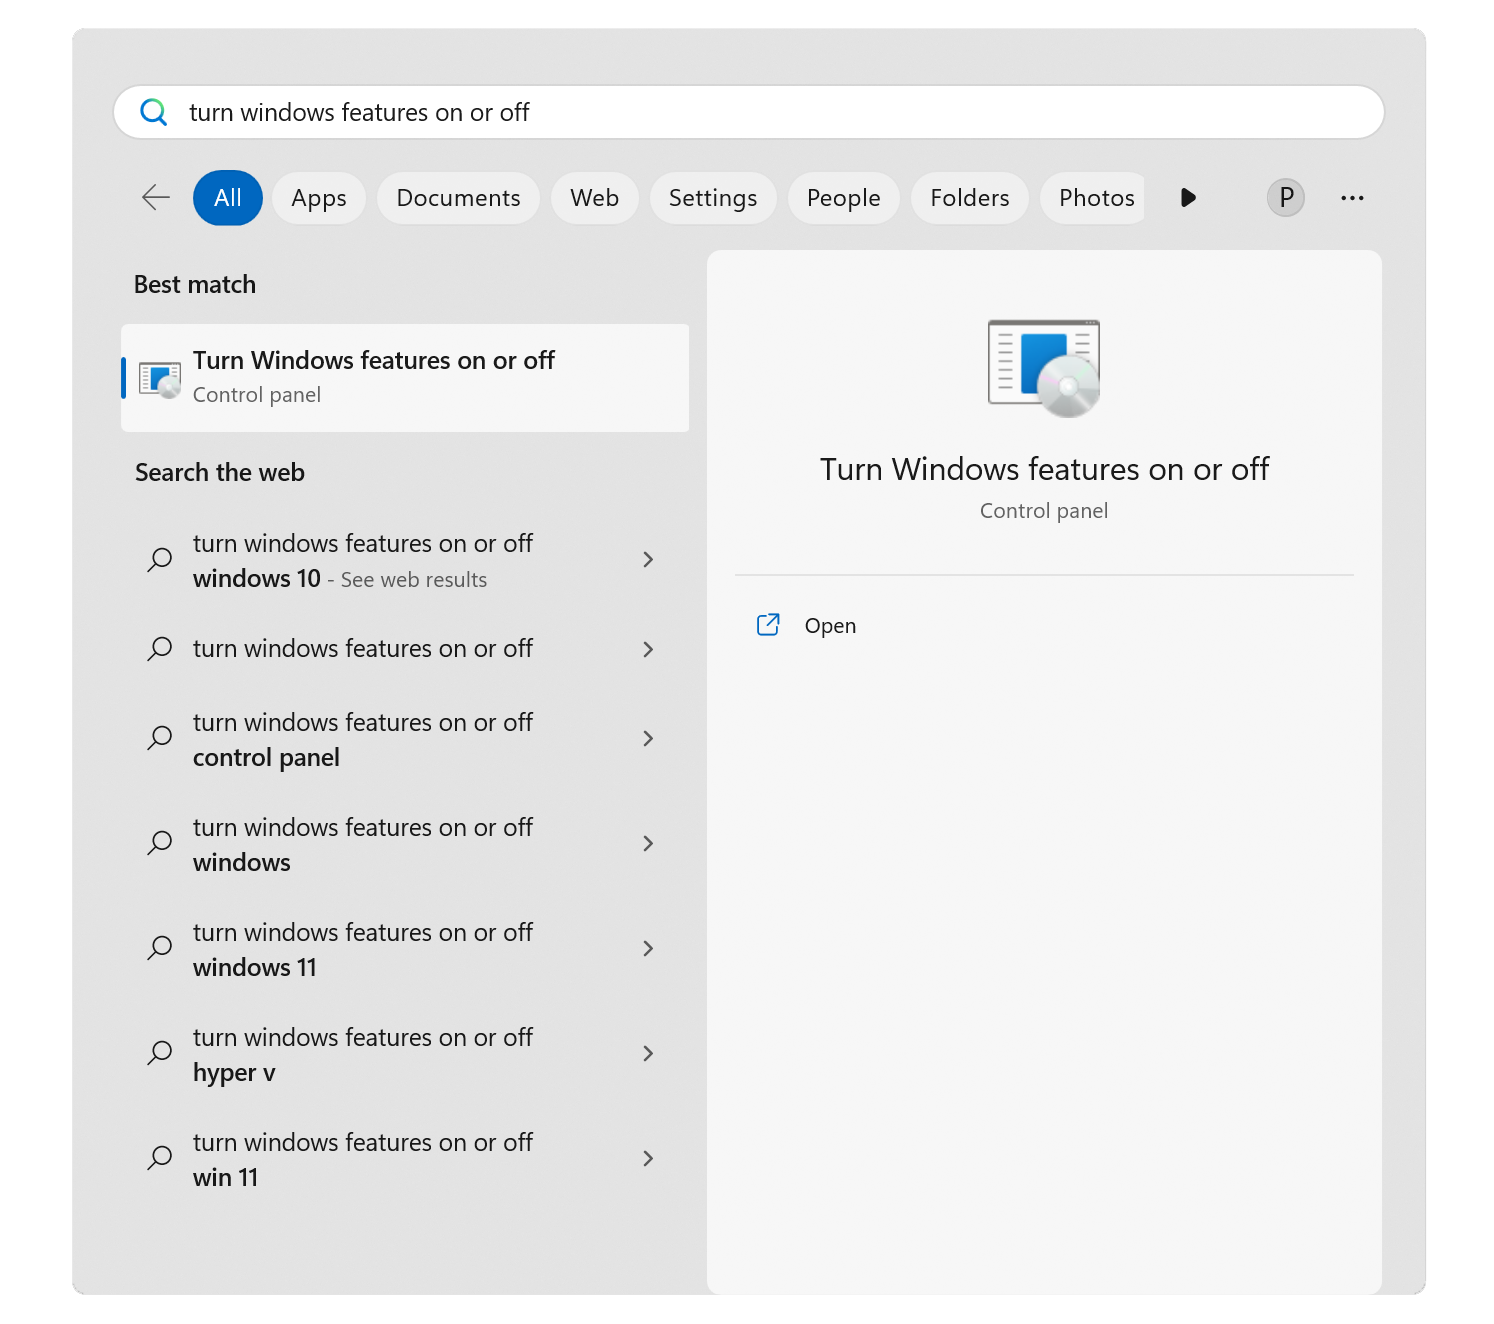 turn windows features on or off
All
Apps
Documents
Web
Settings
People
Folders
Photos
P
Best match
Turn Windows features on or off
Control panel
Search the web
turn windows features on or off
windows 10 - See web results
turn windows features on or off
turn windows features on or off
control panel
turn windows features on or off
windows
turn windows features on or off
windows 11
turn windows features on or off
hyper v
turn windows features on or off
win 11
Turn Windows features on or off
Control panel
Open